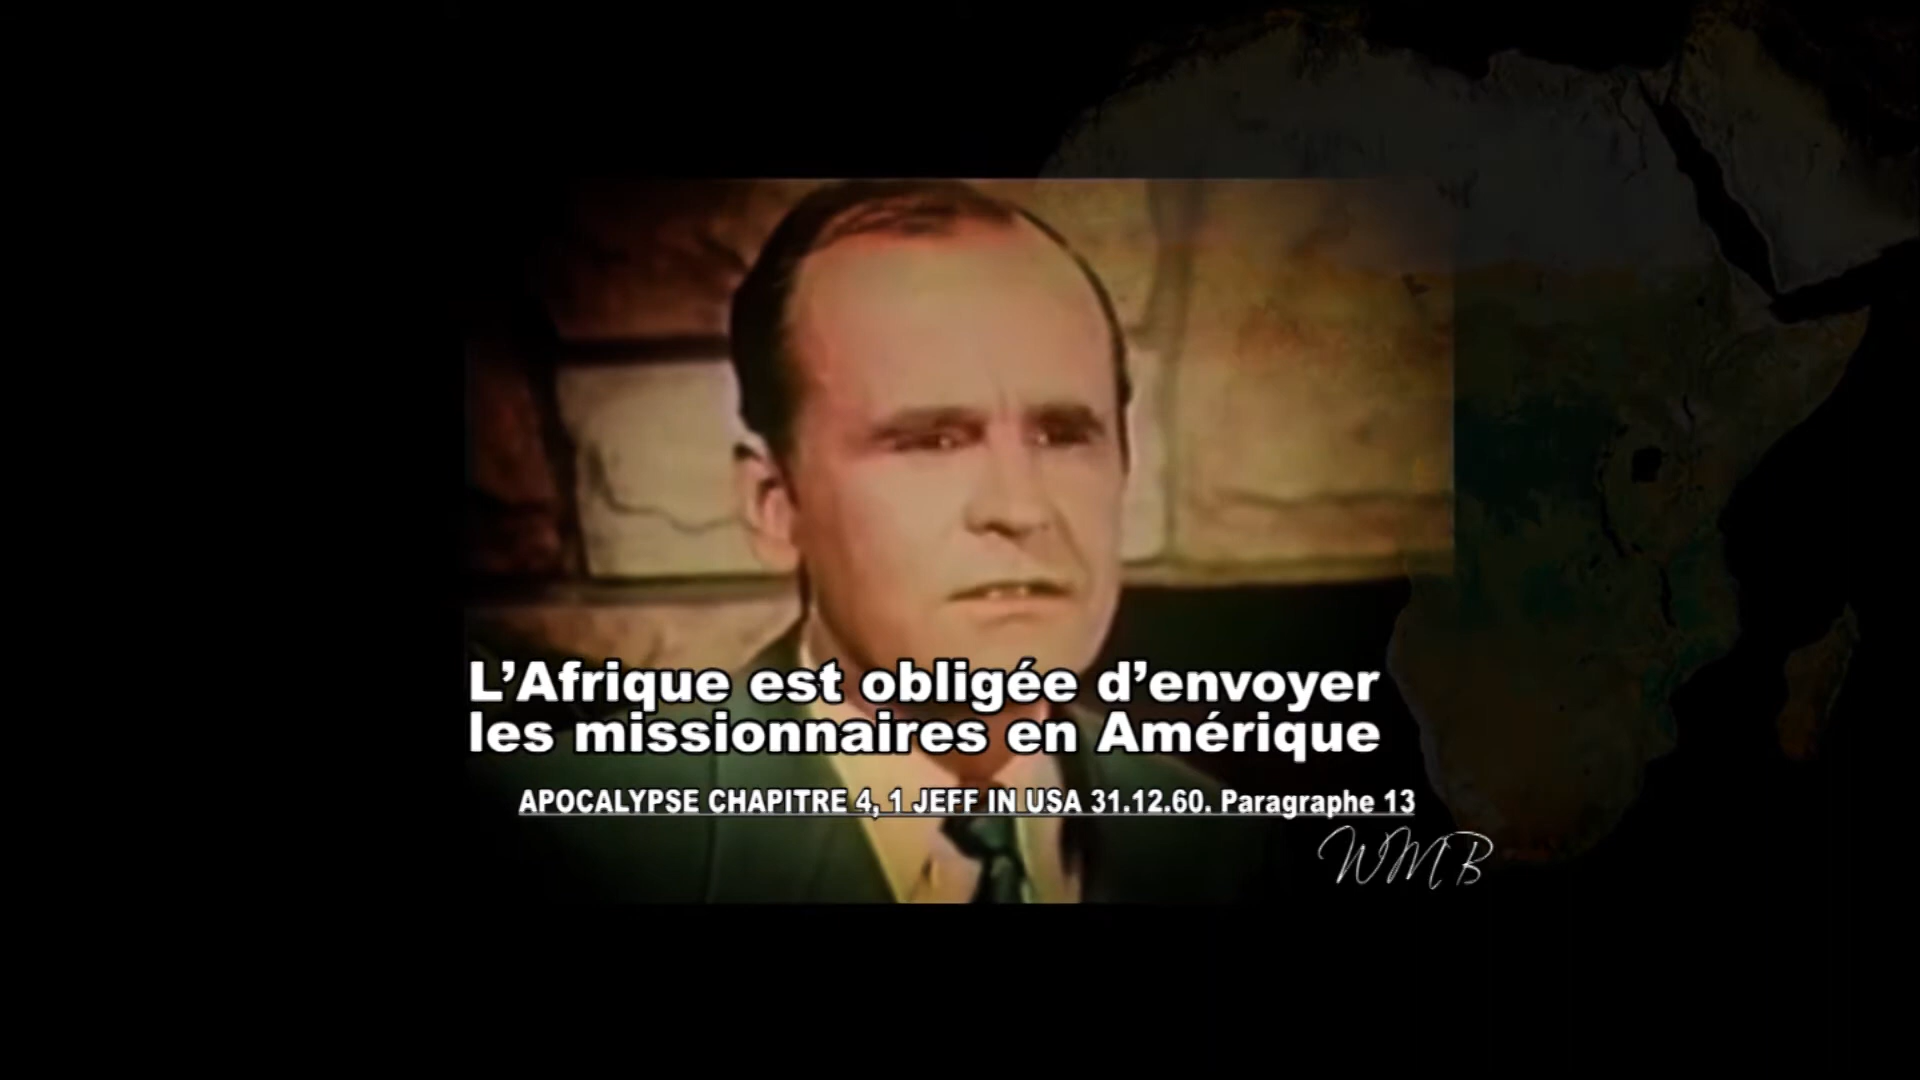 L’Afrique est obligée d’envoyer
les missionnaires en Amérique
APOCALYPSE CHAPITRE 4, 1 JEFF IN USA 31.12.60. Paragraphe 13
WMB